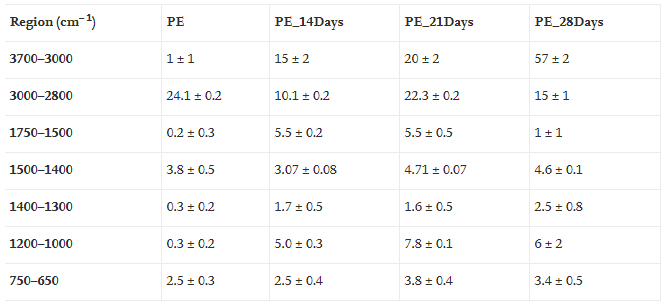 Region (cm⁻¹) PE PE_14Days PE_21Days PE_28Days
3700–3000 1 ± 1 15 ± 2 20 ± 2 57 ± 2
3000–2800 24.1 ± 0.2 10.1 ± 0.2 22.3 ± 0.2 15 ± 1
1750–1500 0.2 ± 0.3 5.5 ± 0.2 5.5 ± 0.5 1 ± 1
1500–1400 3.8 ± 0.5 3.07 ± 0.08 4.71 ± 0.07 4.6 ± 0.1
1400–1300 0.3 ± 0.2 1.7 ± 0.5 1.6 ± 0.5 2.5 ± 0.8
1200–1000 0.3 ± 0.2 5.0 ± 0.3 7.8 ± 0.1 6 ± 2
750–650 2.5 ± 0.3 2.5 ± 0.4 3.8 ± 0.4 3.4 ± 0.5